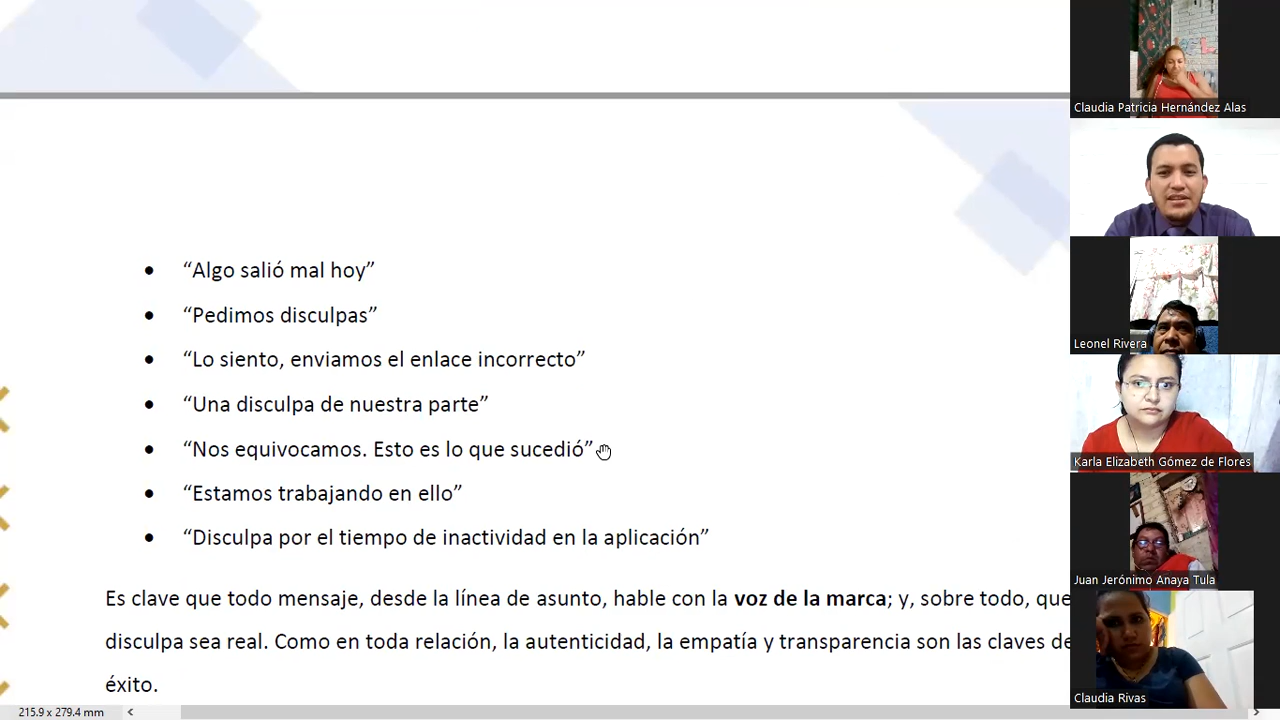 • “Algo salió mal hoy”
• “Pedimos disculpas”
• “Lo siento, enviamos el enlace incorrecto”
• “Una disculpa de nuestra parte”
• “Nos equivocamos. Esto es lo que sucedió”
• “Estamos trabajando en ello”
• “Disculpa por el tiempo de inactividad en la aplicación”
Es clave que todo mensaje, desde la línea de asunto, hable con la voz de la marca; y, sobre todo, que
disculpa sea real. Como en toda relación, la autenticidad, la empatía y transparencia son las claves de
éxito.
215.9 x 279.4 mm
Claudia Patricia Hernández Alas
Leonel Rivera
Karla Elizabeth Gómez de Flores
Juan Jerónimo Anaya Tula
Claudia Rivas